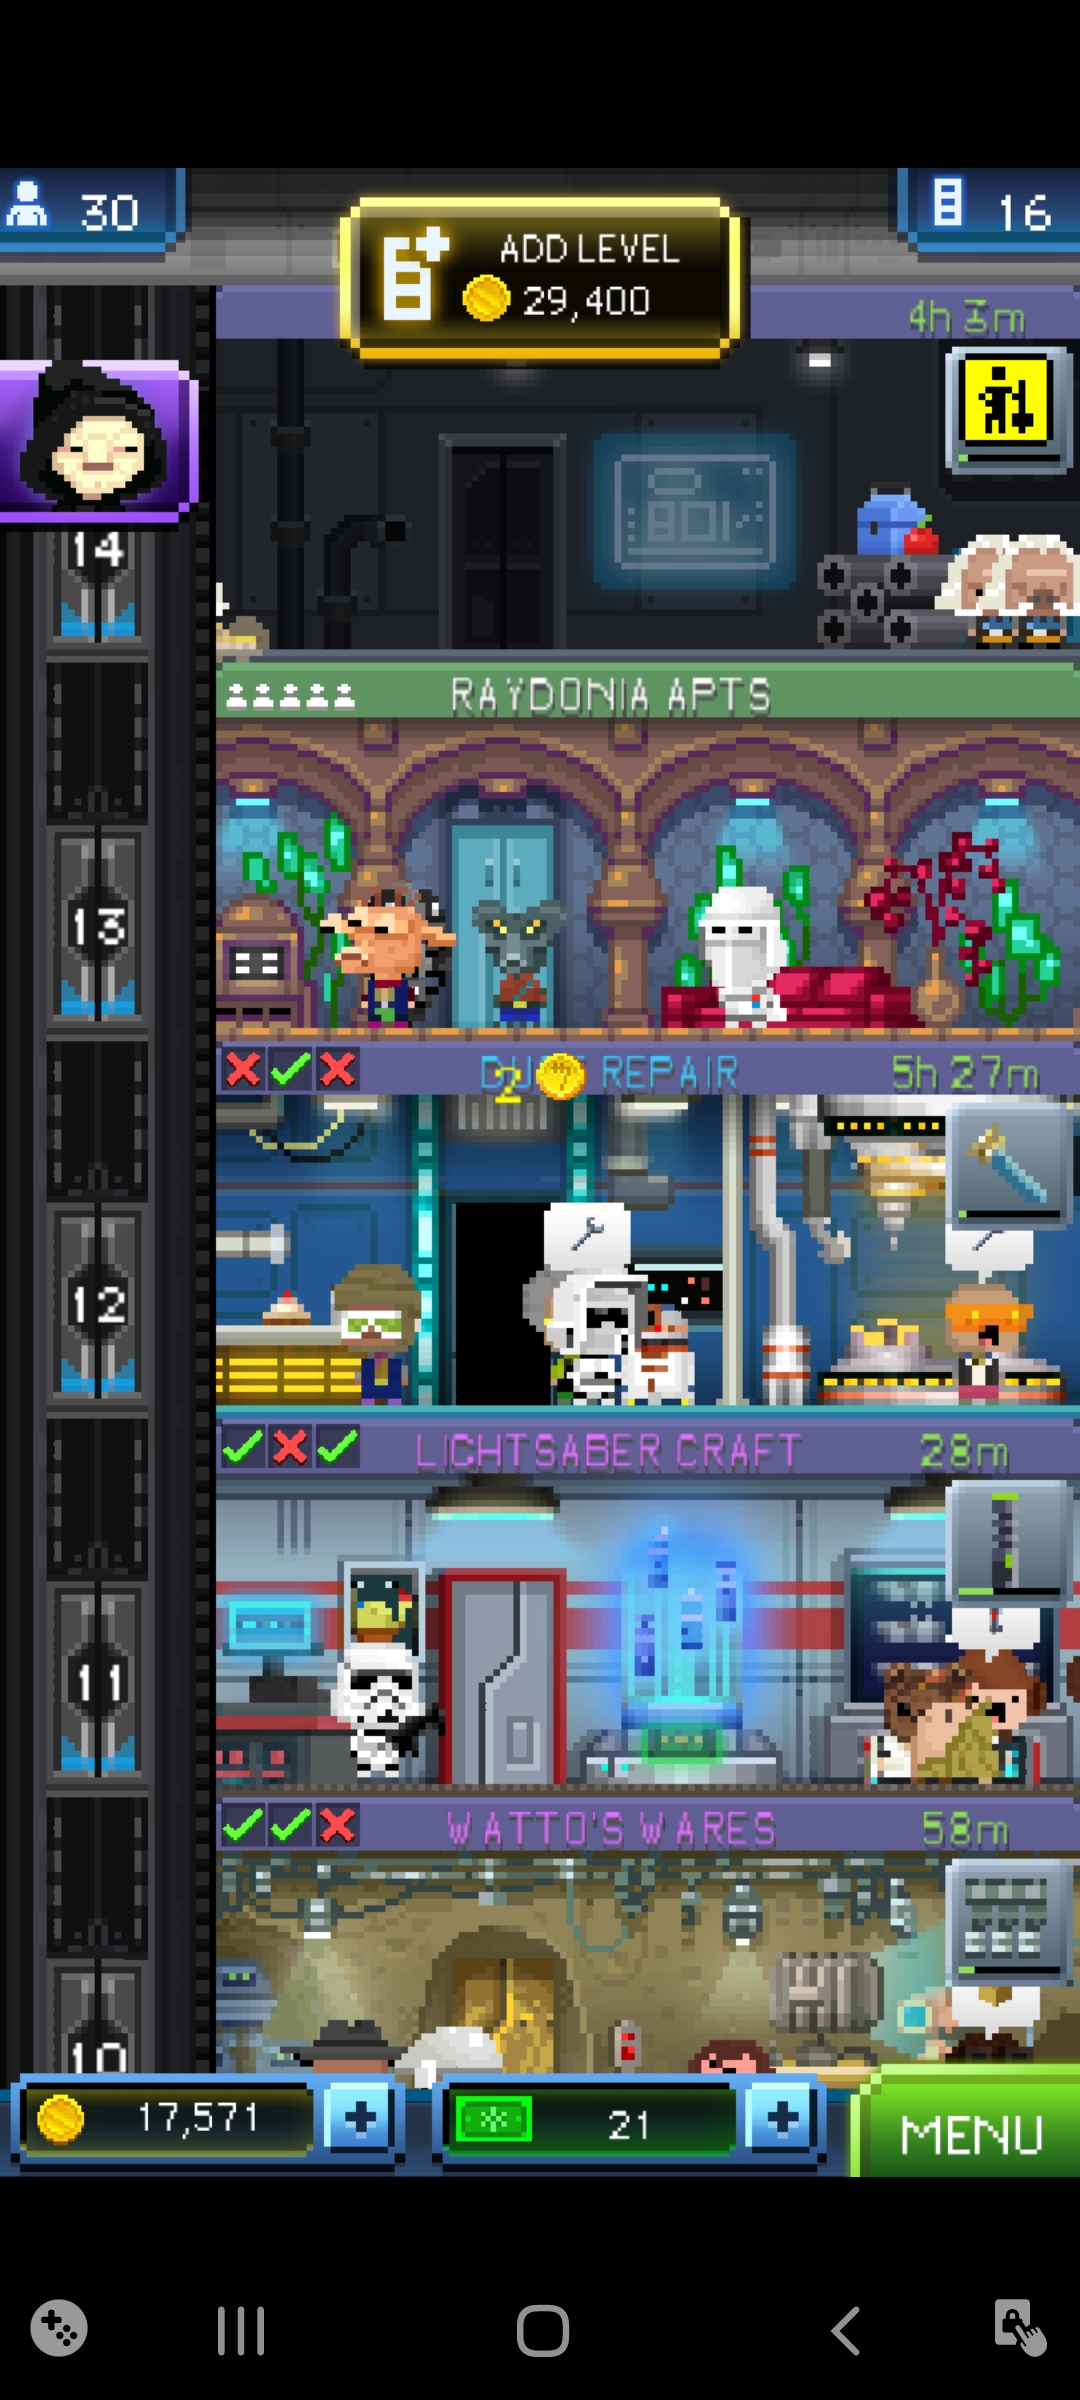 30
ADD LEVEL
29,400
16
4h 3m
14
RAYDONIA APTS
13
2
REPAIR
5h 27m
12
LIGHTSABER CRAFT
28m
11
WATTO'S WARES
58m
10
17,571
21
MENU